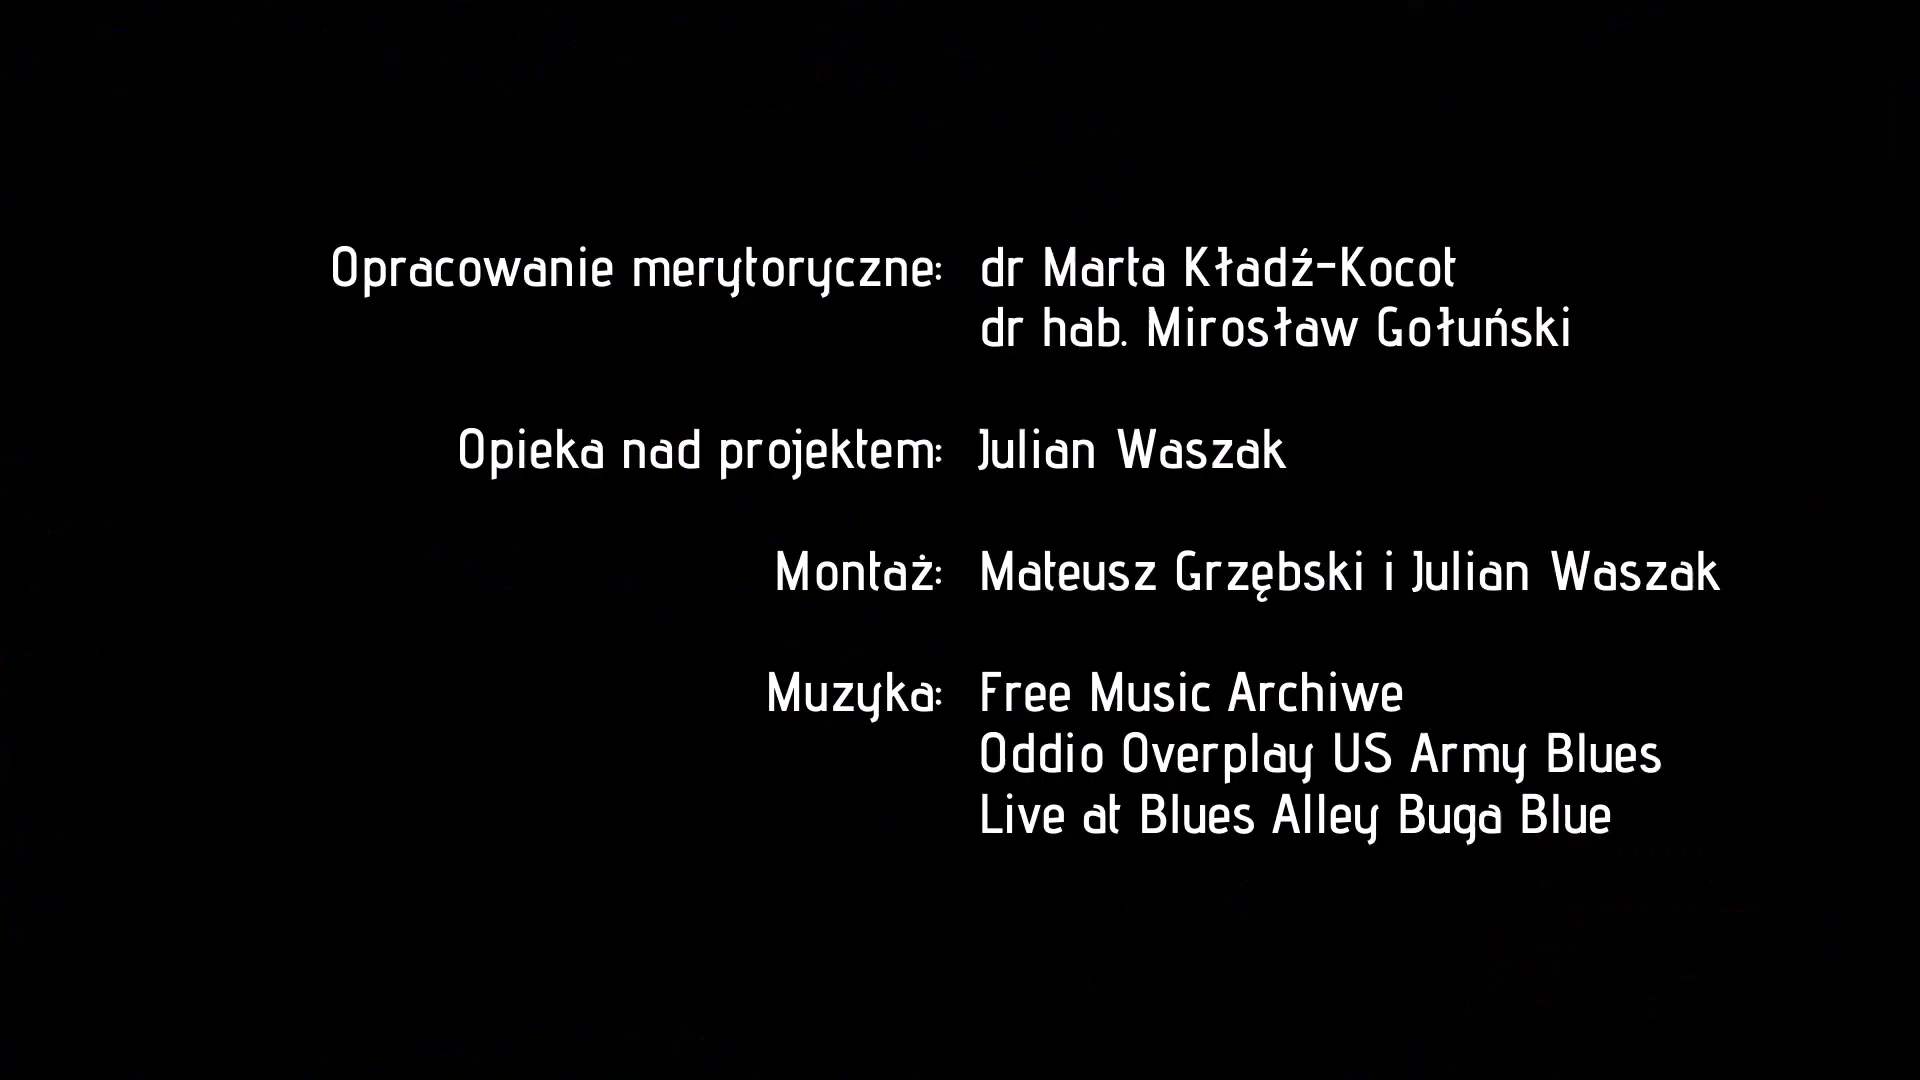 Opracowanie merytoryczne: dr Marta Kładź-Kocot
dr hab. Mirosław Gołuński
Opieka nad projektem: Julian Waszak
Montaż: Mateusz Grzębski i Julian Waszak
Muzyka: Free Music Archiwe
Oddio Overplay US Army Blues
Live at Blues Alley Buga Blue